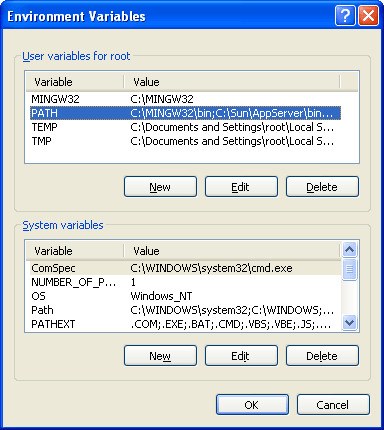 Environment Variables
User variables for root
Variable Value
MINGW32 C:\MINGW32
PATH C:\MINGW32\bin;C:\Sun\AppServer\bin...
TEMP C:\Documents and Settings\root\Local S...
TMP C:\Documents and Settings\root\Local S...
New Edit Delete
System variables
Variable Value
ComSpec C:\WINDOWS\system32\cmd.exe
NUMBER_OF_P... 1
OS Windows_NT
Path C:\WINDOWS\system32;C:\WINDOWS;...
PATHEXT .COM;.EXE;.BAT;.CMD;.VBS;.VBE;.JS;....
New Edit Delete
OK Cancel